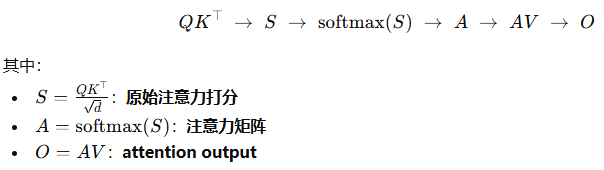 QK⊤ → S → softmax(S) → A → AV → O
其中：
• S = QK⊤/√d：原始注意力打分
• A = softmax(S)：注意力矩阵
• O = AV：attention output